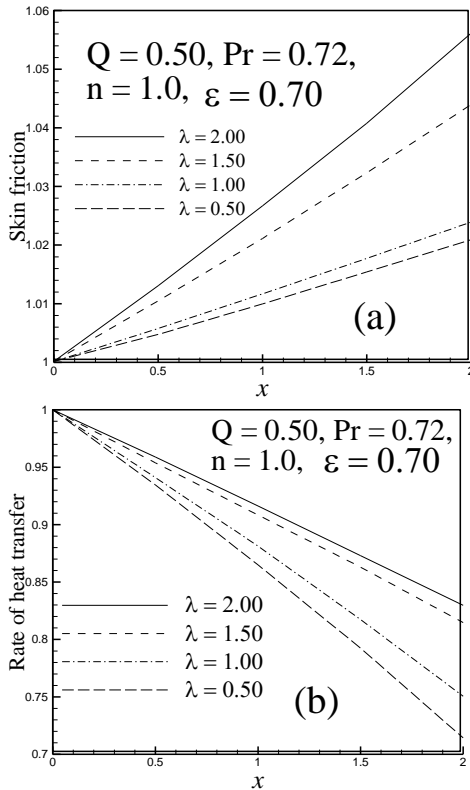 1.06
1.05
1.04
1.03
1.02
1.01
1
Skin friction
Q = 0.50, Pr = 0.72,
n = 1.0, ε = 0.70
λ = 2.00
λ = 1.50
λ = 1.00
λ = 0.50
(a)
0 0.5 1 1.5 2
x
1
0.95
0.9
0.85
0.8
0.75
0.7
Rate of heat transfer
Q = 0.50, Pr = 0.72,
n = 1.0, ε = 0.70
λ = 2.00
λ = 1.50
λ = 1.00
λ = 0.50
(b)
0 0.5 1 1.5 2
x